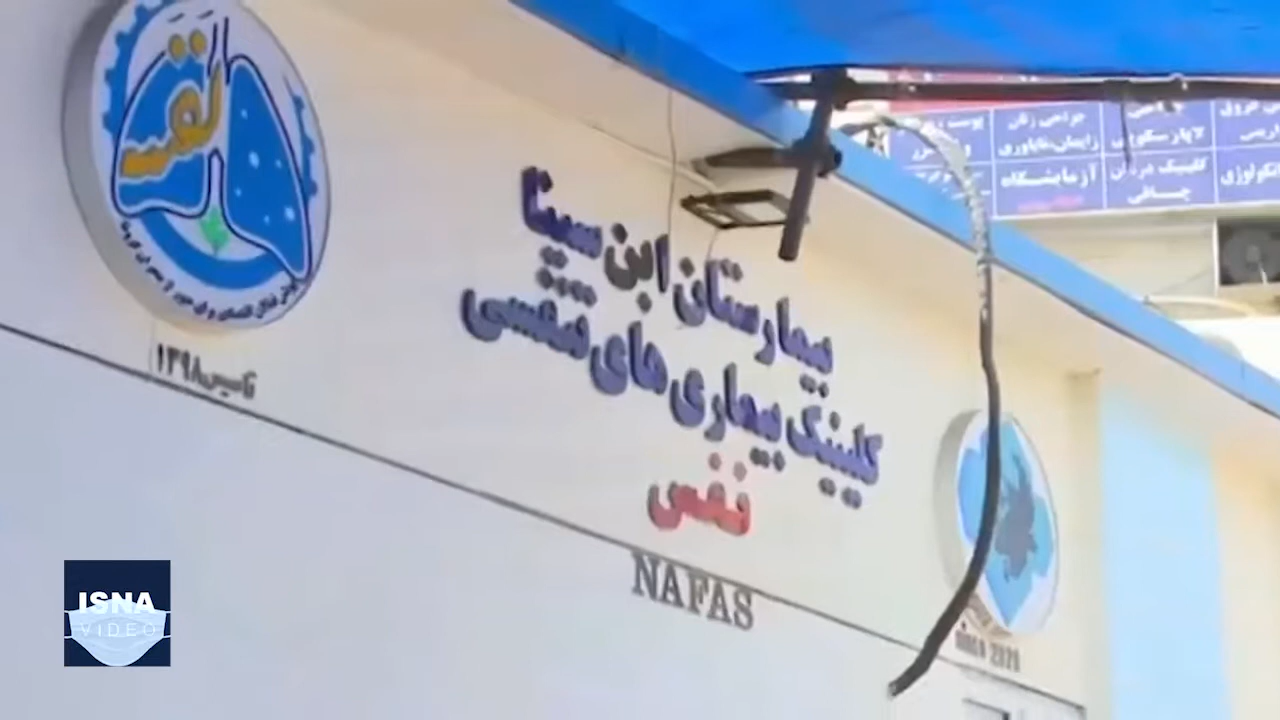 نفس
تاسیس ۱۳۹۸
بیمارستان ابن سینا
کلینیک بیماری های تنفسی
نفس
NAFAS
جراحی زنان
زایمان،ناباروری
لاپاراسکوپی
آزمایشگاه
کلینیک درمان
چاقی
ISNA
VIDEO